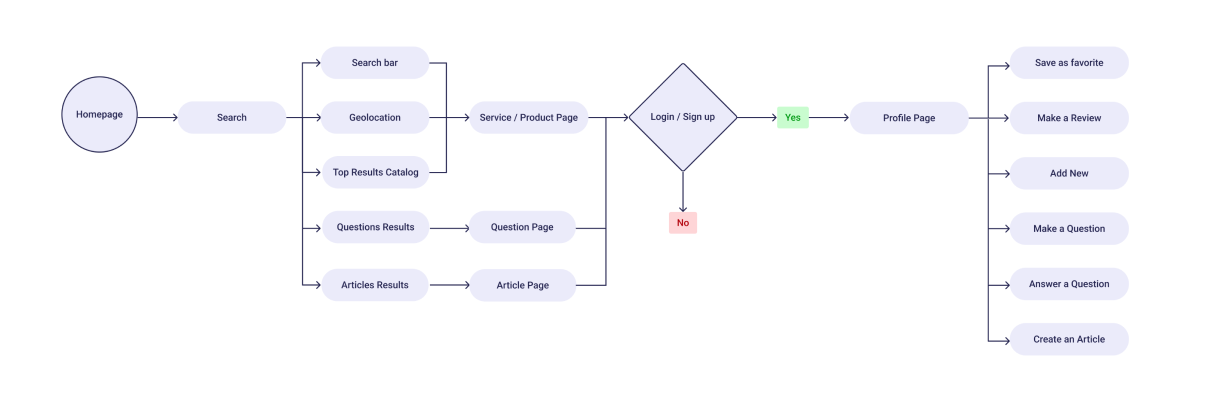 Homepage
Search
Search bar
Geolocation
Top Results Catalog
Questions Results
Articles Results
Service / Product Page
Question Page
Article Page
Login / Sign up
Yes
No
Profile Page
Save as favorite
Make a Review
Add New
Make a Question
Answer a Question
Create an Article